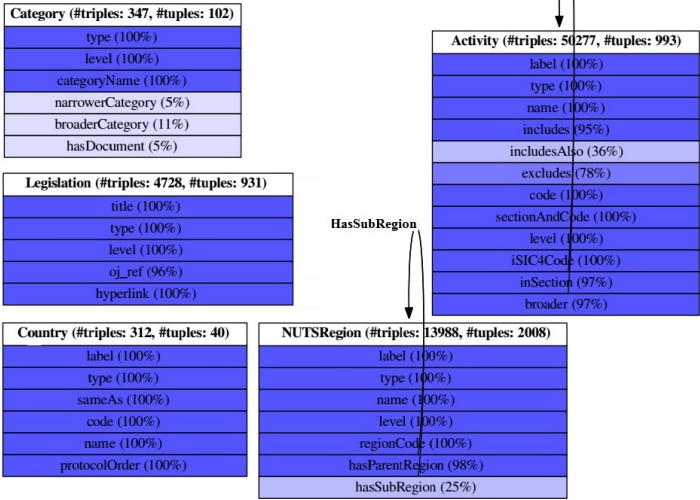 Category (#triples: 347, #tuples: 102)
type (100%)
level (100%)
categoryName (100%)
narrowerCategory (5%)
broaderCategory (11%)
hasDocument (5%)
Legislation (#triples: 4728, #tuples: 931)
title (100%)
type (100%)
level (100%)
oj_ref (96%)
hyperlink (100%)
Country (#triples: 312, #tuples: 40)
label (100%)
type (100%)
sameAs (100%)
code (100%)
name (100%)
protocolOrder (100%)
HasSubRegion
NUTSRegion (#triples: 13988, #tuples: 2008)
label (100%)
type (100%)
name (100%)
level (100%)
regionCode (100%)
hasParentRegion (98%)
hasSubRegion (25%)
Activity (#triples: 50277, #tuples: 993)
label (100%)
type (100%)
name (100%)
includes (95%)
includesAlso (36%)
excludes (78%)
code (100%)
sectionAndCode (100%)
level (100%)
iSIC4Code (100%)
inSection (97%)
broader (97%)